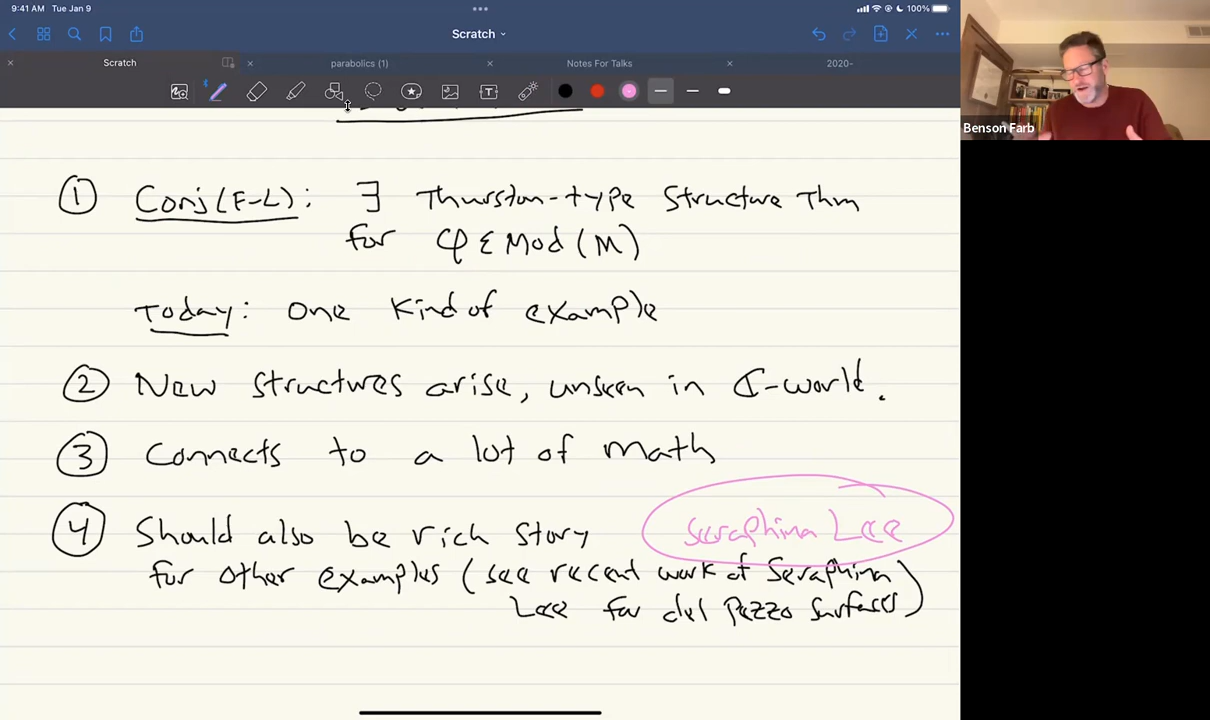 9:41 AM Tue Jan 9
100%
Scratch
Scratch
parabolics (1)
Notes For Talks
2020-
Benson Farb
① Conj (F-L): ∃ Thurston-type Structure Thm
for φ ∈ Mod (M)
Today: One kind of example
② New structures arise, unseen in ℂ-world.
③ Connects to a lot of math
④ Should also be rich story
Seraphina Lee
for other examples (see recent work of Seraphina
Lee for del Pezzo surfaces)